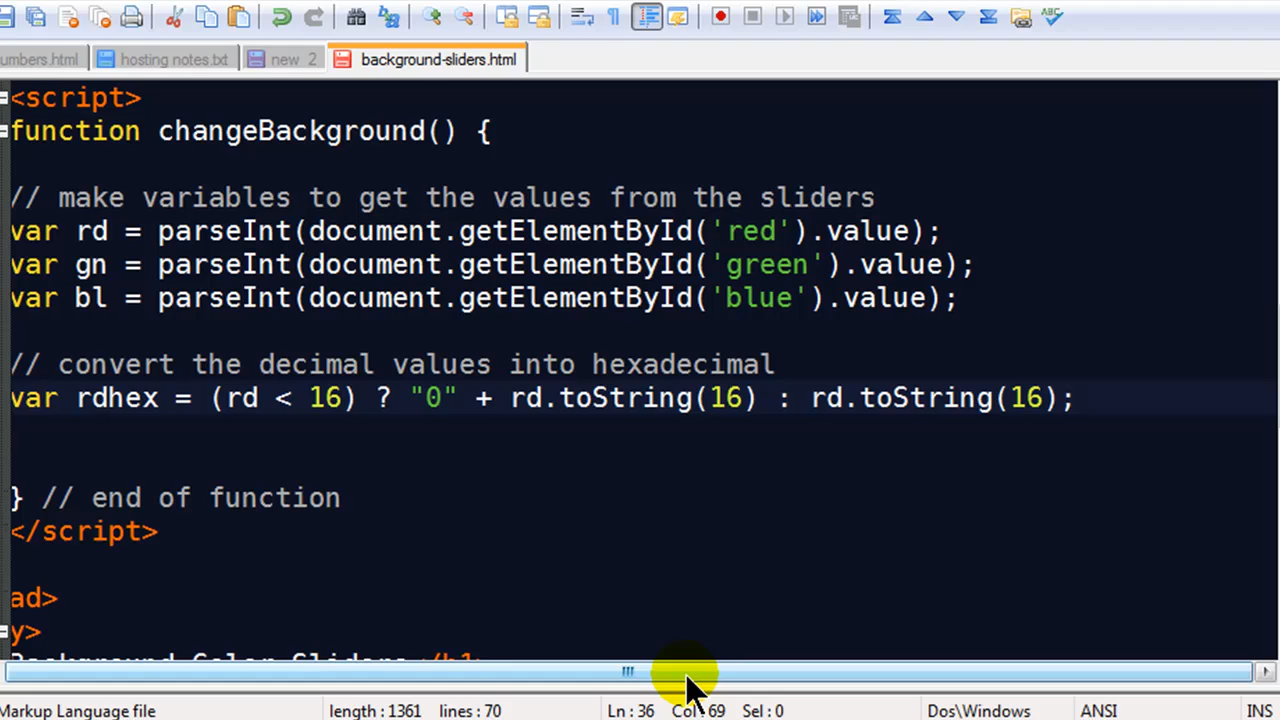 umbers.html hosting notes.txt new 2 background-sliders.html
<script>
function changeBackground() {
// make variables to get the values from the sliders
var rd = parseInt(document.getElementById('red').value);
var gn = parseInt(document.getElementById('green').value);
var bl = parseInt(document.getElementById('blue').value);
// convert the decimal values into hexadecimal
var rdhex = (rd < 16) ? "0" + rd.toString(16) : rd.toString(16);
} // end of function
</script>
ad>
y>
Background Color Sliders</h1>
Markup Language file length : 1361 lines : 70 Ln : 36 Col : 69 Sel : 0 Dos\Windows ANSI INS